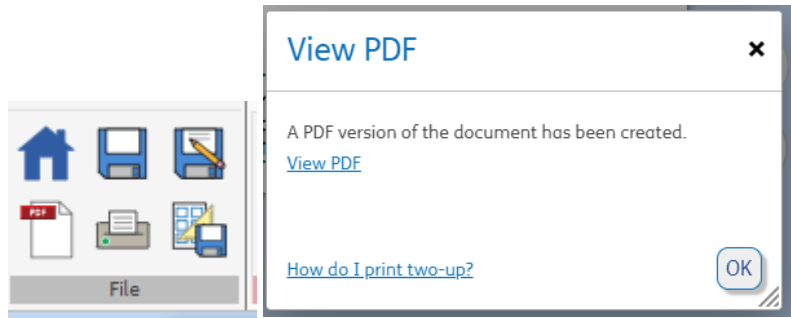 PDF
File
View PDF
A PDF version of the document has been created.
View PDF
How do I print two-up?
OK